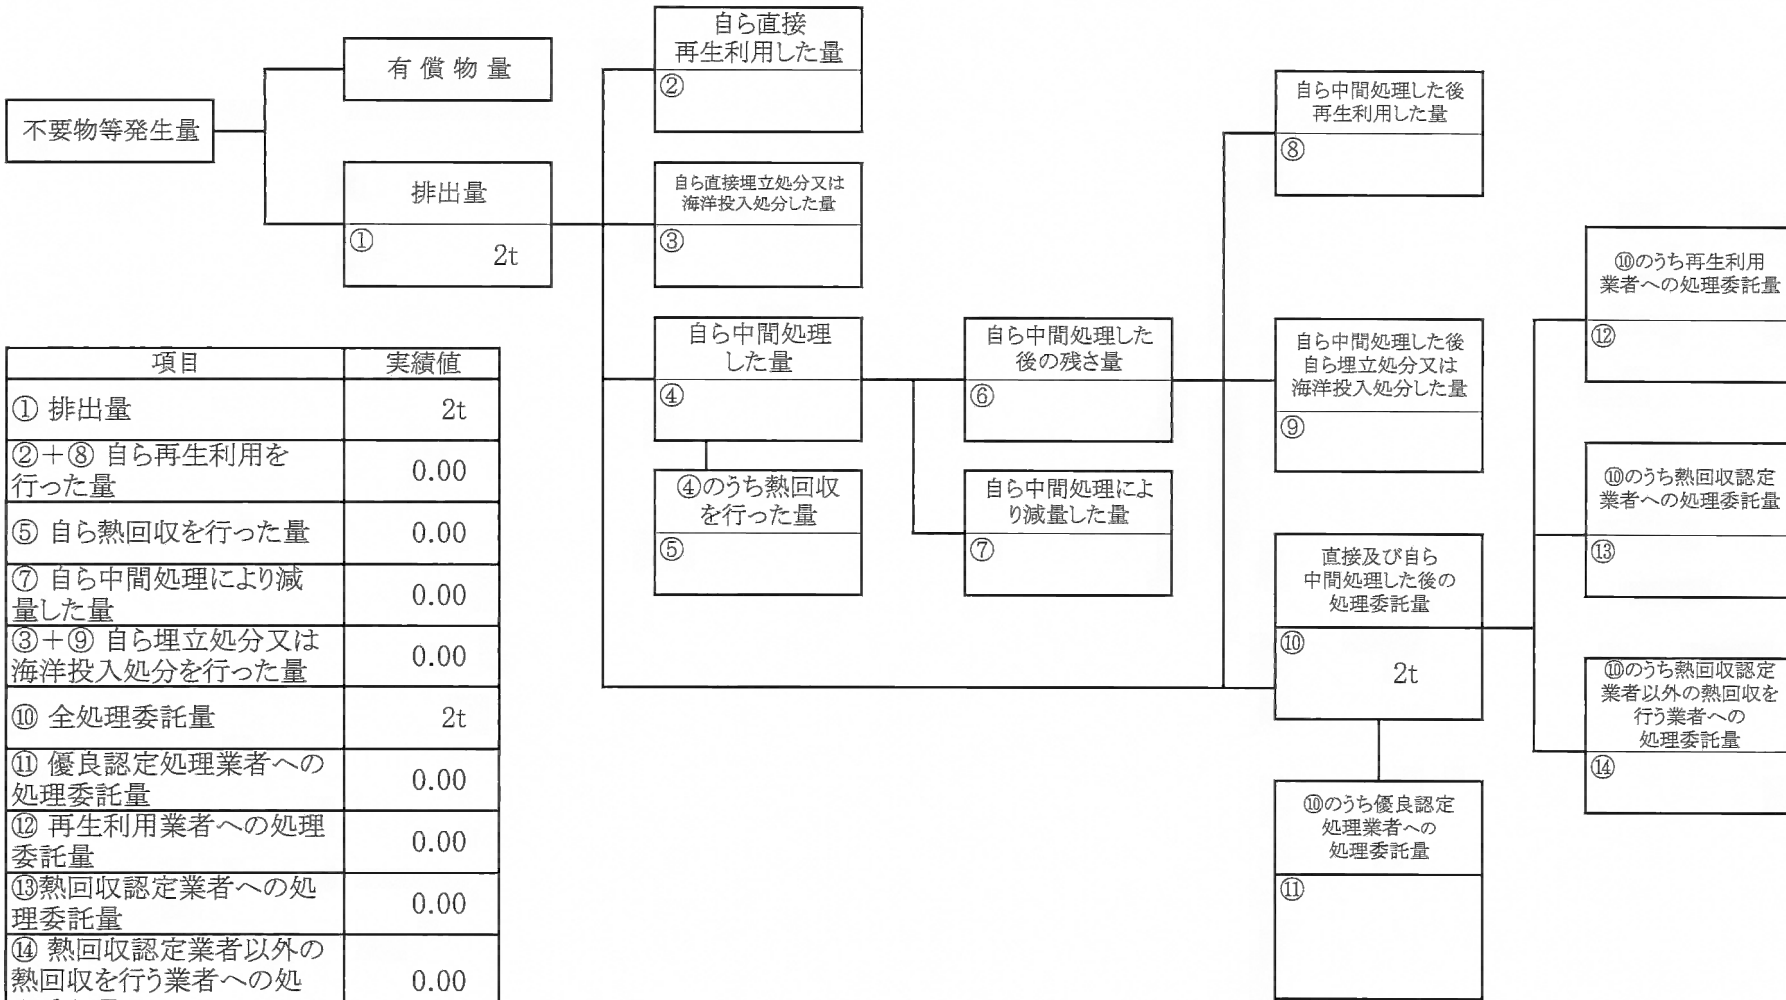 不要物等発生量
有償物量
排出量
①
2t
自ら直接
再生利用した量
②
自ら直接埋立処分又は
海洋投入処分した量
③
自ら中間処理
した量
④
④のうち熱回収
を行った量
⑤
自ら中間処理した
後の残さ量
⑥
自ら中間処理によ
り減量した量
⑦
自ら中間処理した後
再生利用した量
⑧
自ら中間処理した後
自ら埋立処分又は
海洋投入処分した量
⑨
直接及び自ら
中間処理した後の
処理委託量
⑩
2t
⑩のうち優良認定
処理業者への
処理委託量
⑪
⑩のうち再生利用
業者への処理委託量
⑫
⑩のうち熱回収認定
業者への処理委託量
⑬
⑩のうち熱回収認定
業者以外の熱回収を
行う業者への
処理委託量
⑭
項目 実績値
① 排出量 2t
②+⑧ 自ら再生利用を
行った量 0.00
⑤ 自ら熱回収を行った量 0.00
⑦ 自ら中間処理により減
量した量 0.00
③+⑨ 自ら埋立処分又は
海洋投入処分を行った量 0.00
⑩ 全処理委託量 2t
⑪ 優良認定処理業者への
処理委託量 0.00
⑫ 再生利用業者への処理
委託量 0.00
⑬熱回収認定業者への処
理委託量 0.00
⑭ 熱回収認定業者以外の
熱回収を行う業者への処 0.00